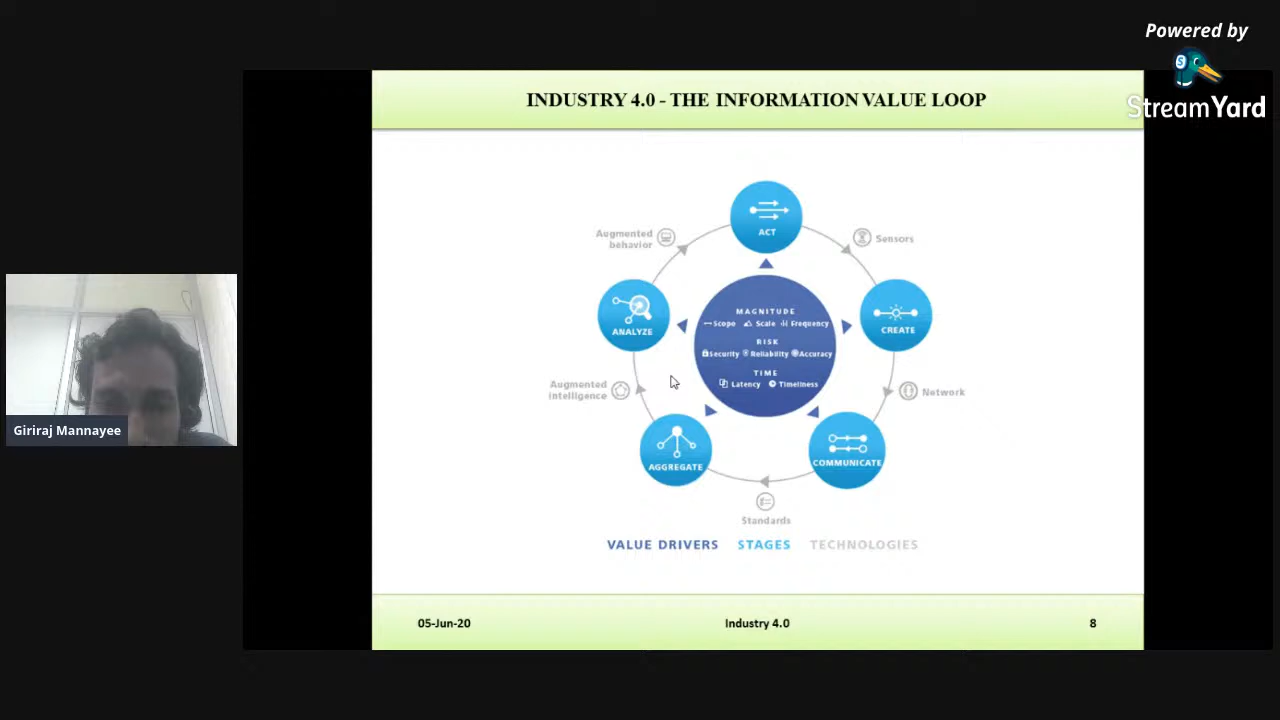 Powered by
StreamYard
INDUSTRY 4.0 - THE INFORMATION VALUE LOOP
ACT
Augmented
behavior
Sensors
ANALYZE
CREATE
MAGNITUDE
Scope Scale Frequency
RISK
Security Reliability Accuracy
TIME
Latency Timeliness
Augmented
intelligence
Network
AGGREGATE
COMMUNICATE
Standards
VALUE DRIVERS STAGES TECHNOLOGIES
Giriraj Mannayee
05-Jun-20 Industry 4.0 8